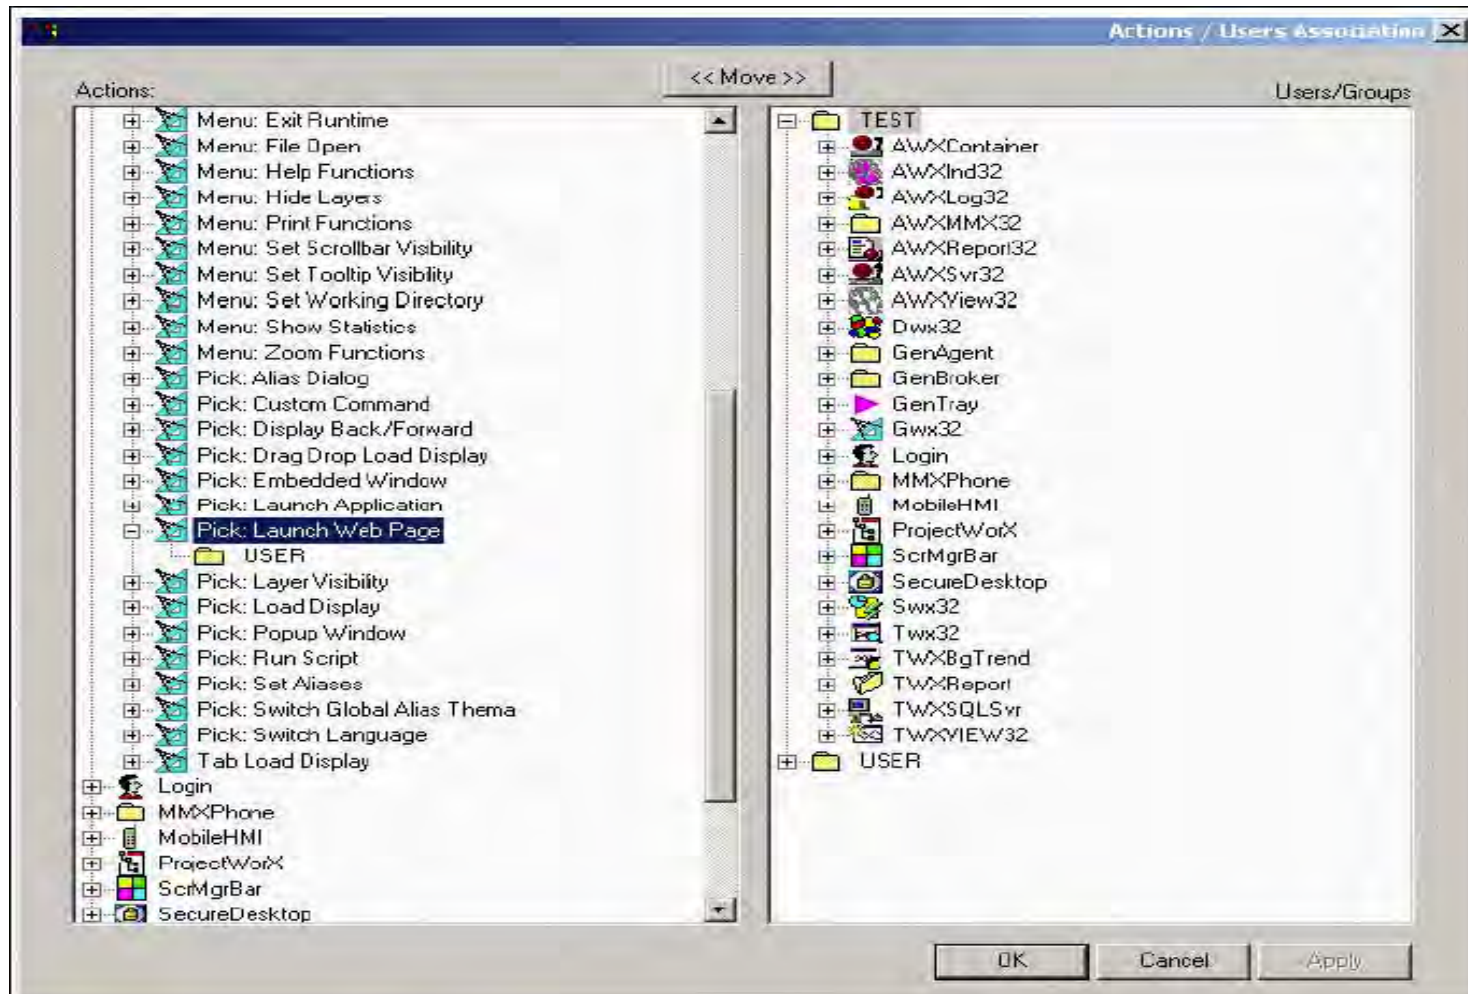 Actions / Users Association
<< Move >>
Actions:
Users/Groups
Menu: Exit Runtime
Menu: File Open
Menu: Help Functions
Menu: Hide Layers
Menu: Print Functions
Menu: Set Scrollbar Visibility
Menu: Set Tooltip Visibility
Menu: Set Working Directory
Menu: Show Statistics
Menu: Zoom Functions
Pick: Alias Dialog
Pick: Custom Command
Pick: Display Back/Forward
Pick: Drag Drop Load Display
Pick: Embedded Window
Pick: Launch Application
Pick: Launch Web Page
USER
Pick: Layer Visibility
Pick: Load Display
Pick: Popup Window
Pick: Run Script
Pick: Set Aliases
Pick: Switch Global Alias Theme
Pick: Switch Language
Tab Load Display
Login
MMXPhone
MobileHMI
ProjectWorX
ScrMgrBar
SecureDesktop
TEST
AWXContainer
AWXInd32
AWXLog32
AWXMMX32
AWXReport32
AWXSvr32
AWXView32
Dwx32
GenAgent
GenBroker
GenTray
Gwx32
Login
MMXPhone
MobileHMI
ProjectWorX
ScrMgrBar
SecureDesktop
Swx32
Twx32
TWXBgTrend
TWXReport
TWXSQLSvr
TWXVIEW32
USER
OK
Cancel
Apply